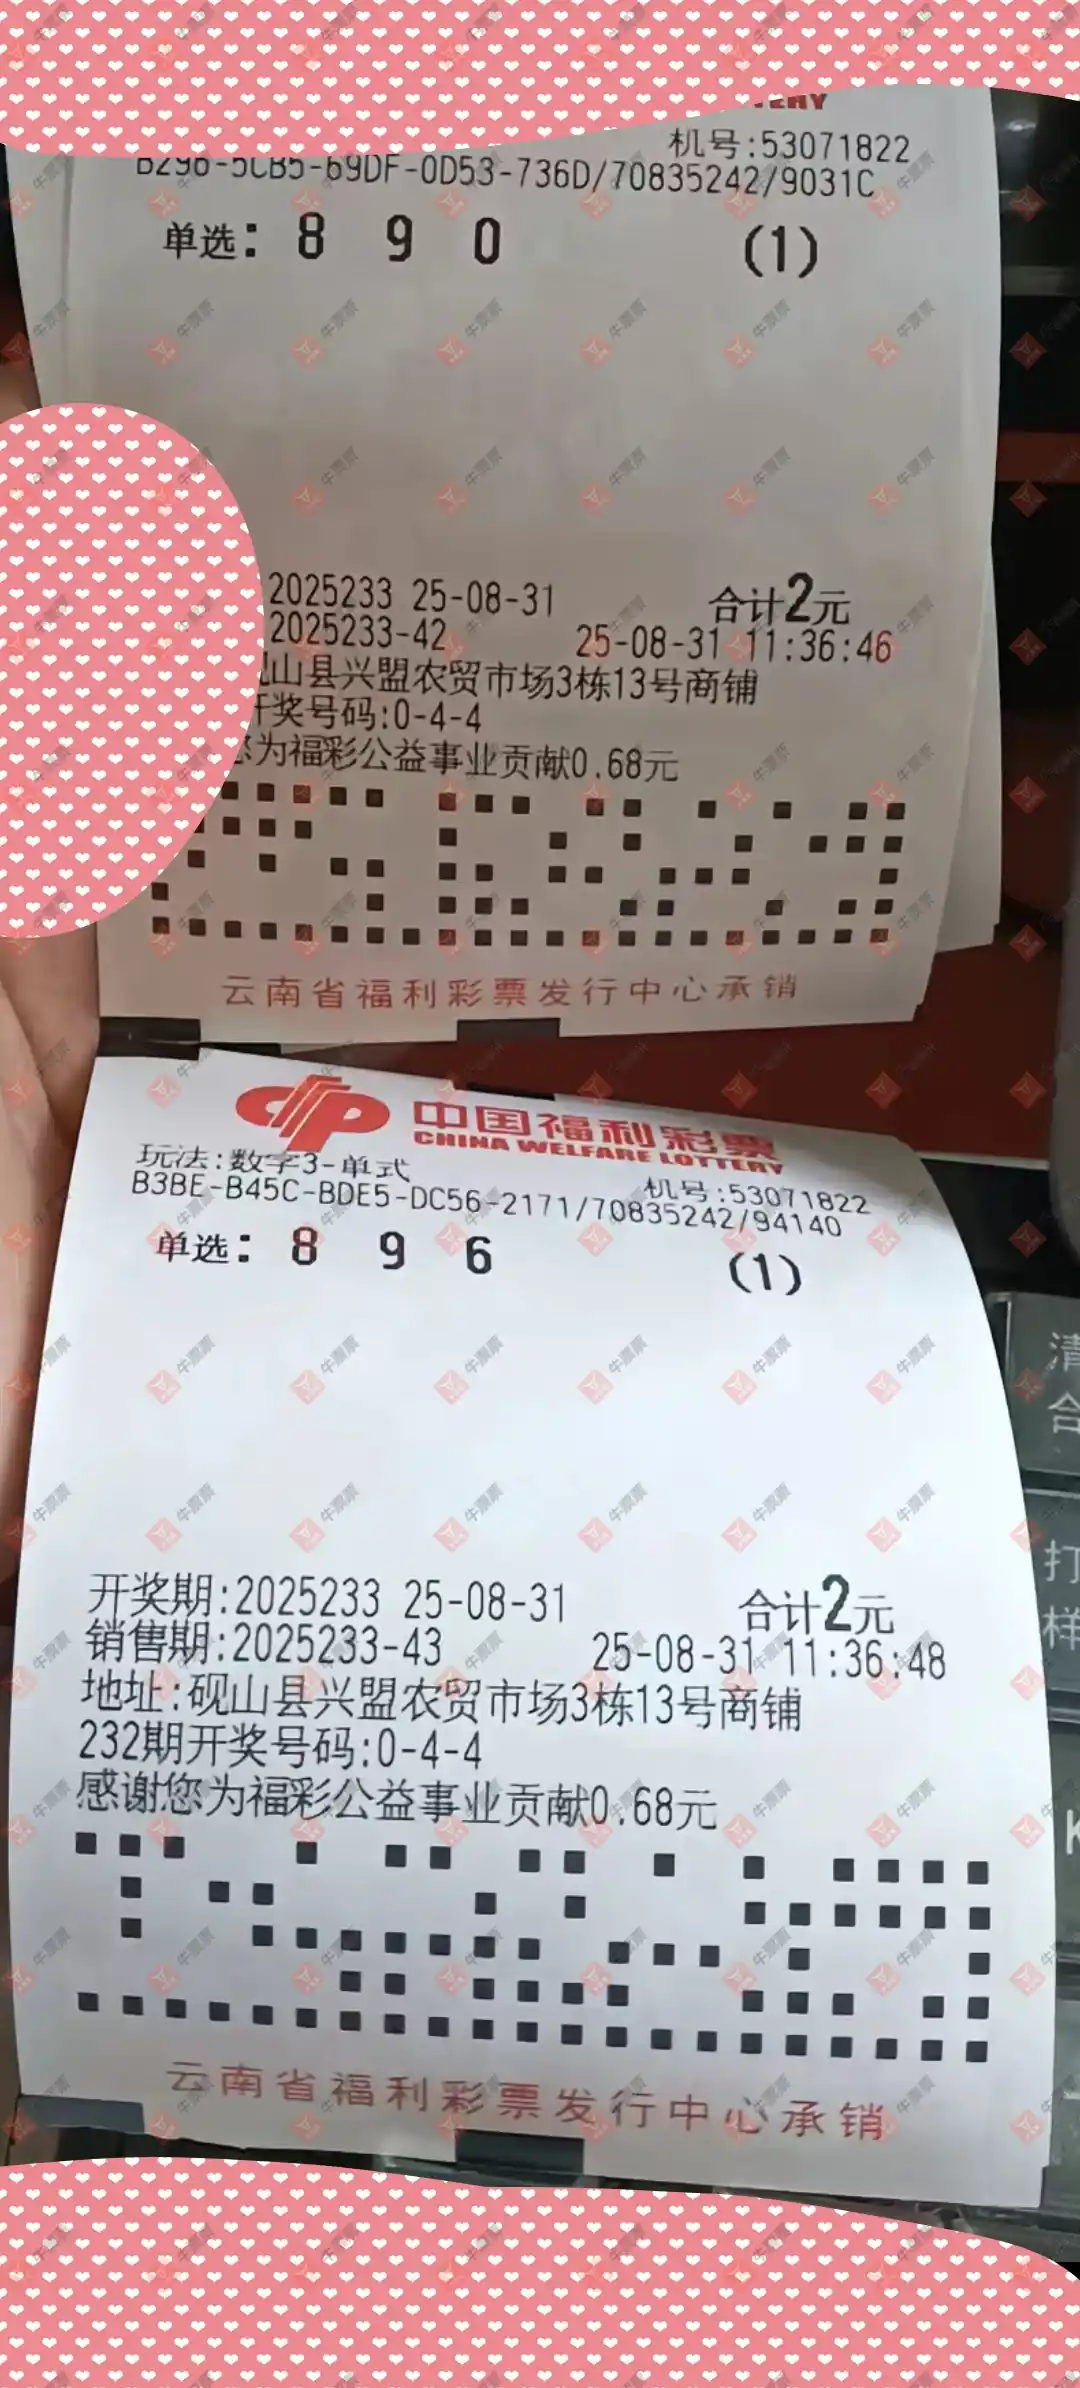 机号:53071822
B296-5CB5-69DF-0D53-736D/70835242/9031C
单选: 8 9 0 (1)
2025233 25-08-31 合计2元
2025233-42 25-08-31 11:36:46
砚山县兴盟农贸市场3栋13号商铺
开奖号码:0-4-4
您为福彩公益事业贡献0.68元
云南省福利彩票发行中心承销
中国福利彩票
CHINA WELFARE LOTTERY
玩法:数字3-单式 机号:53071822
B3BE-B45C-BDE5-DC56-2171/70835242/94140
单选: 8 9 6 (1)
开奖期:2025233 25-08-31 合计2元
销售期:2025233-43 25-08-31 11:36:48
地址:砚山县兴盟农贸市场3栋13号商铺
232期开奖号码:0-4-4
感谢您为福彩公益事业贡献0.68元
云南省福利彩票发行中心承销
清
合
打
样
K